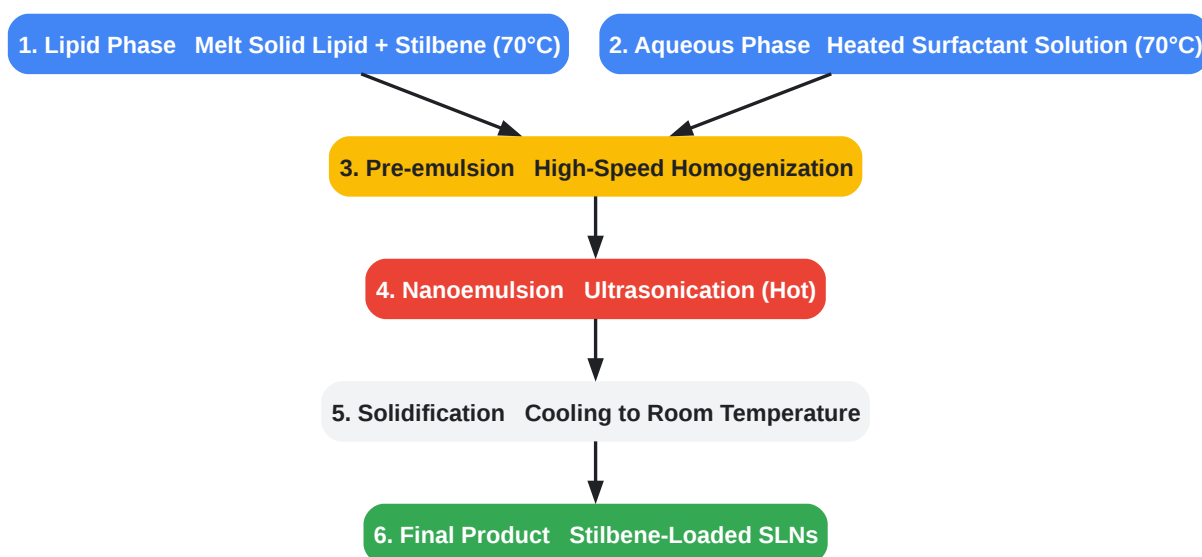 1. Lipid Phase Melt Solid Lipid + Stilbene (70°C)
2. Aqueous Phase Heated Surfactant Solution (70°C)
3. Pre-emulsion High-Speed Homogenization
4. Nanoemulsion Ultrasonication (Hot)
5. Solidification Cooling to Room Temperature
6. Final Product Stilbene-Loaded SLNs